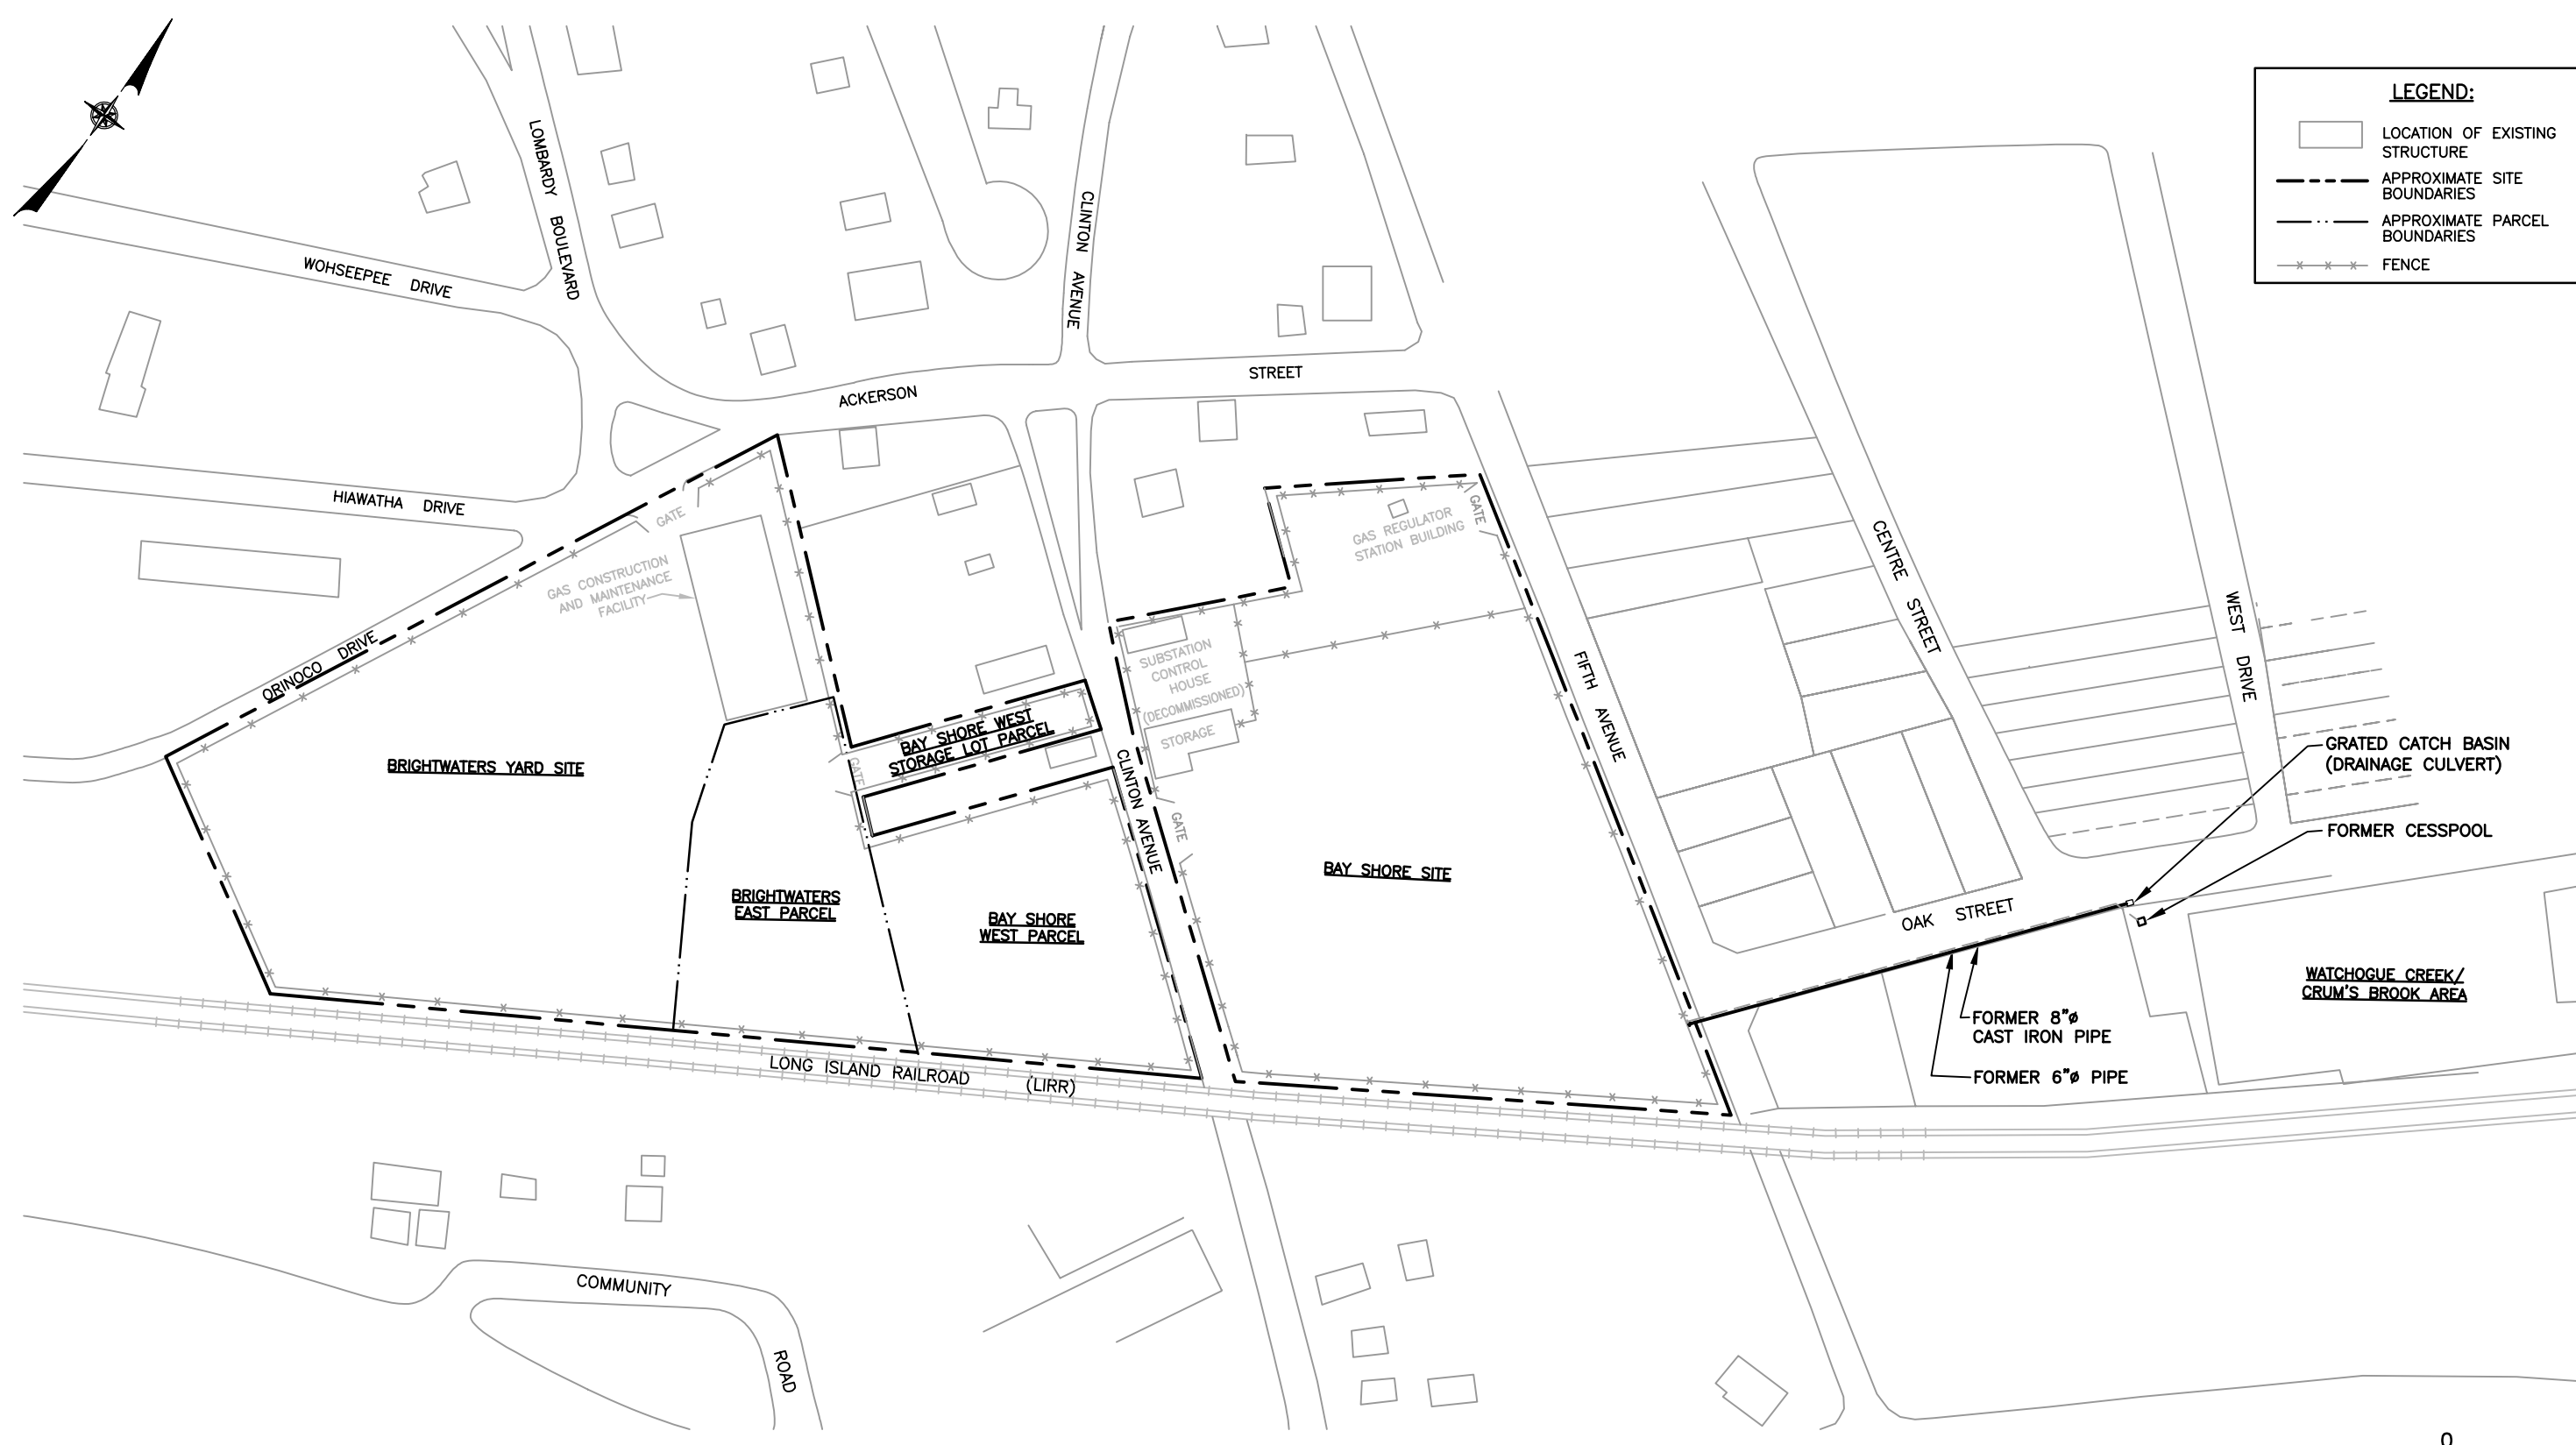 LEGEND:
LOCATION OF EXISTING
STRUCTURE
APPROXIMATE SITE
BOUNDARIES
APPROXIMATE PARCEL
BOUNDARIES
FENCE
LOMBARDY BOULEVARD
WOHSEEPEE DRIVE
CLINTON AVENUE
ACKERSON STREET
HIAWATHA DRIVE
ORINOCO DRIVE
GATE
GAS CONSTRUCTION
AND MAINTENANCE
FACILITY
GATE
GAS REGULATOR
STATION BUILDING
CENTRE STREET
WEST DRIVE
FIFTH AVENUE
SUBSTATION
CONTROL
HOUSE
(DECOMMISSIONED)
STORAGE
BAY SHORE WEST
STORAGE LOT PARCEL
GATE
CLINTON AVENUE
GATE
BRIGHTWATERS YARD SITE
BRIGHTWATERS
EAST PARCEL
BAY SHORE
WEST PARCEL
BAY SHORE SITE
GRATED CATCH BASIN
(DRAINAGE CULVERT)
FORMER CESSPOOL
OAK STREET
WATCHOGUE CREEK/
CRUM'S BROOK AREA
FORMER 8"ø
CAST IRON PIPE
FORMER 6"ø PIPE
LONG ISLAND RAILROAD (LIRR)
COMMUNITY ROAD
0